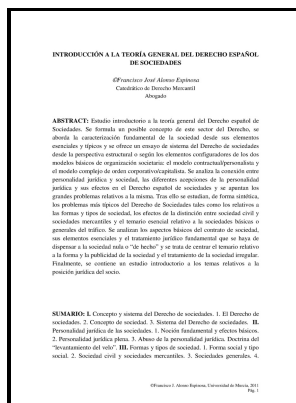 INTRODUCCIÓN A LA TEORÍA GENERAL DEL DERECHO ESPAÑOL
DE SOCIEDADES
©Francisco José Alonso Espinosa
Catedrático de Derecho Mercantil
Abogado
ABSTRACT: Estudio introductorio a la teoría general del Derecho español de
Sociedades. Se formula un posible concepto de este sector del Derecho, se
aborda la caracterización fundamental de la sociedad desde sus elementos
esenciales y típicos y se ofrece un ensayo de sistema del Derecho de sociedades
desde la perspectiva estructural o según los elementos configuradores de los dos
modelos básicos de organización societaria: el modelo contractual/personalista y
el modelo complejo de orden corporativo/capitalista. Se analiza la conexión entre
personalidad jurídica y sociedad, las diferentes acepciones de la personalidad
jurídica y sus efectos en el Derecho español de sociedades y se apuntan los
grandes problemas relativos a la misma. Tras ello se estudian, de forma sintética,
los problemas más típicos del Derecho de Sociedades tales como los relativos a
las formas y tipos de sociedad, los efectos de la distinción entre sociedad civil y
sociedades mercantiles y el temario esencial relativo a la sociedades básicas o
generales del tráfico. Se analizan los aspectos básicos del contrato de sociedad,
sus elementos esenciales y el tratamiento jurídico fundamental que se haya de
dispensar a la sociedad nula o “de hecho” y se trata de centrar el temario relativo
a la forma y la publicidad de la sociedad y el tratamiento de la sociedad irregular.
Finalmente, se contiene un estudio introductorio a los temas relativos a la
posición jurídica del socio.
SUMARIO: I. Concepto y sistema del Derecho de sociedades. 1. El Derecho de
sociedades. 2. Concepto de sociedad. 3. Sistema del Derecho de sociedades. II.
Personalidad jurídica de las sociedades. 1. Noción fundamental y efectos básicos.
2. Personalidad jurídica plena. 3. Abuso de la personalidad jurídica. Doctrina del
“levantamiento del velo”. III. Formas y tipos de sociedad. 1. Forma social y tipo
social. 2. Sociedad civil y sociedades mercantiles. 3. Sociedades generales. 4.
©Francisco J. Alonso Espinosa, Universidad de Murcia, 2011
Pág. 1